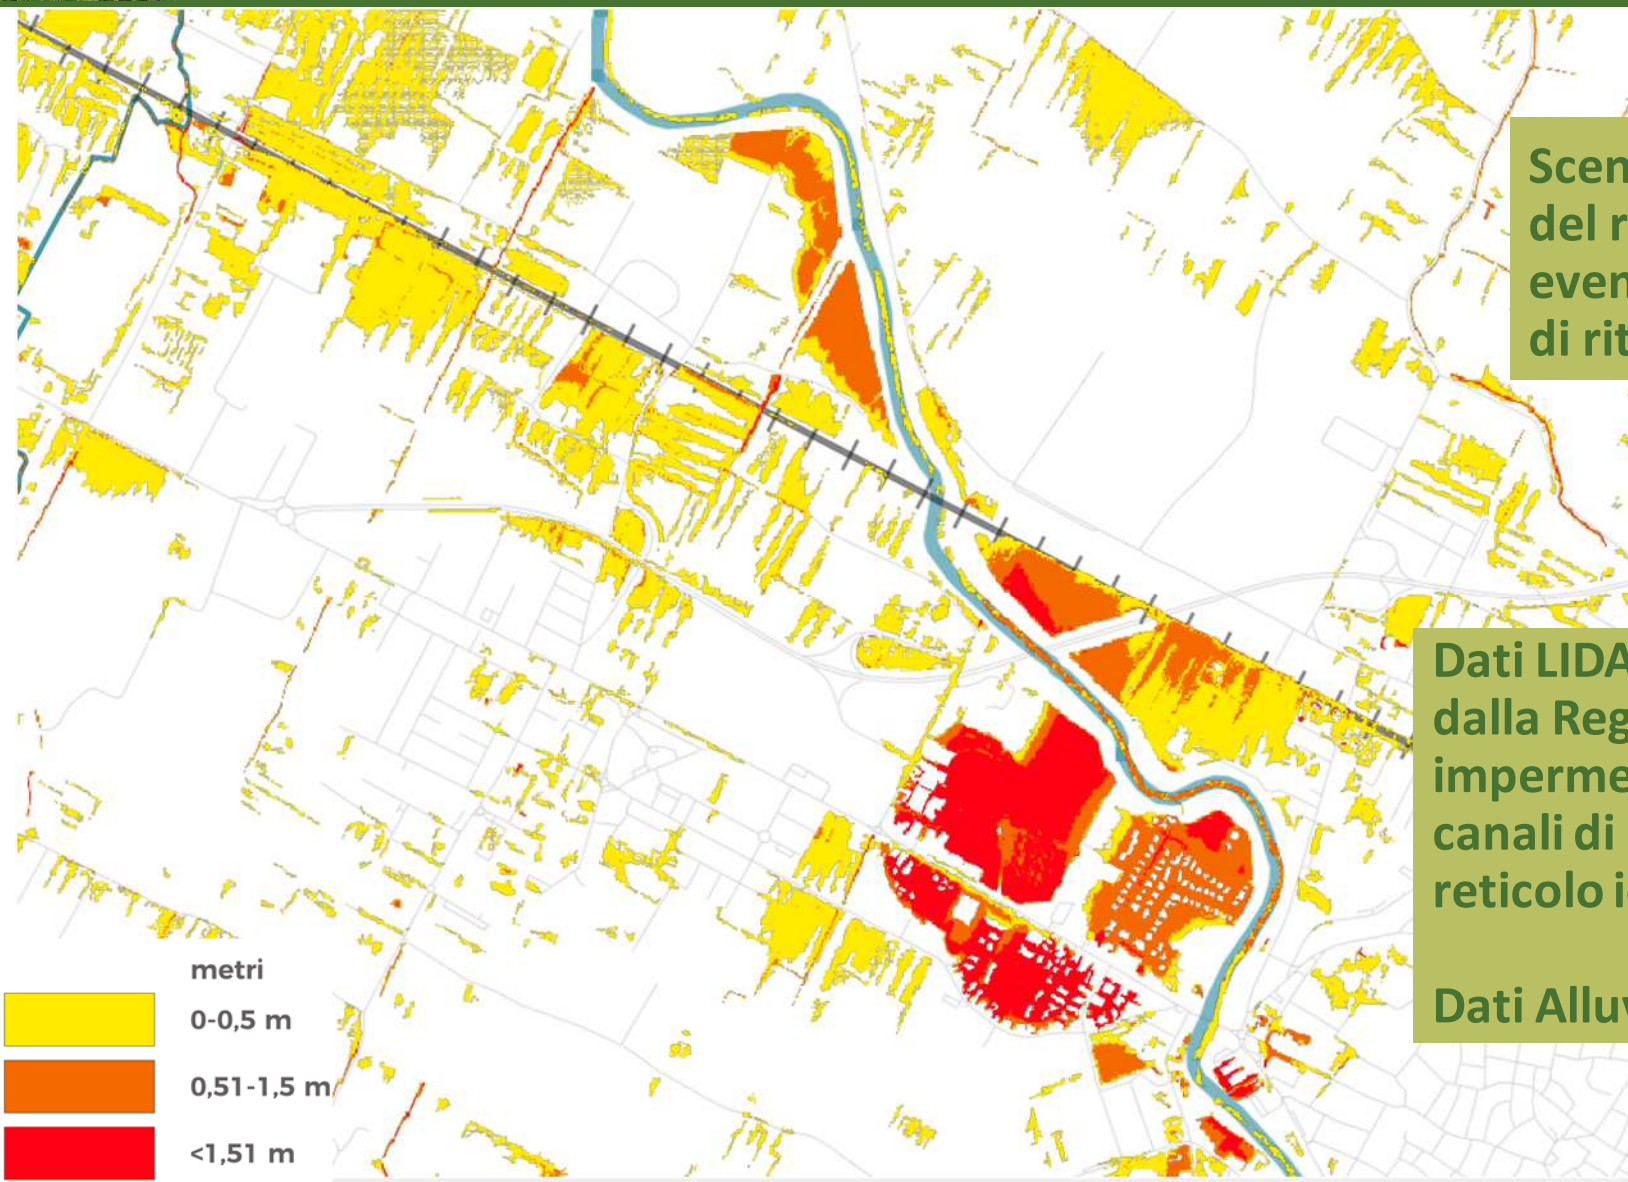 Scen
del r
even
di rit
Dati LIDA
dalla Reg
imperme
canali di
reticolo i
Dati Alluv
metri
0-0,5 m
0,51-1,5 m
<1,51 m